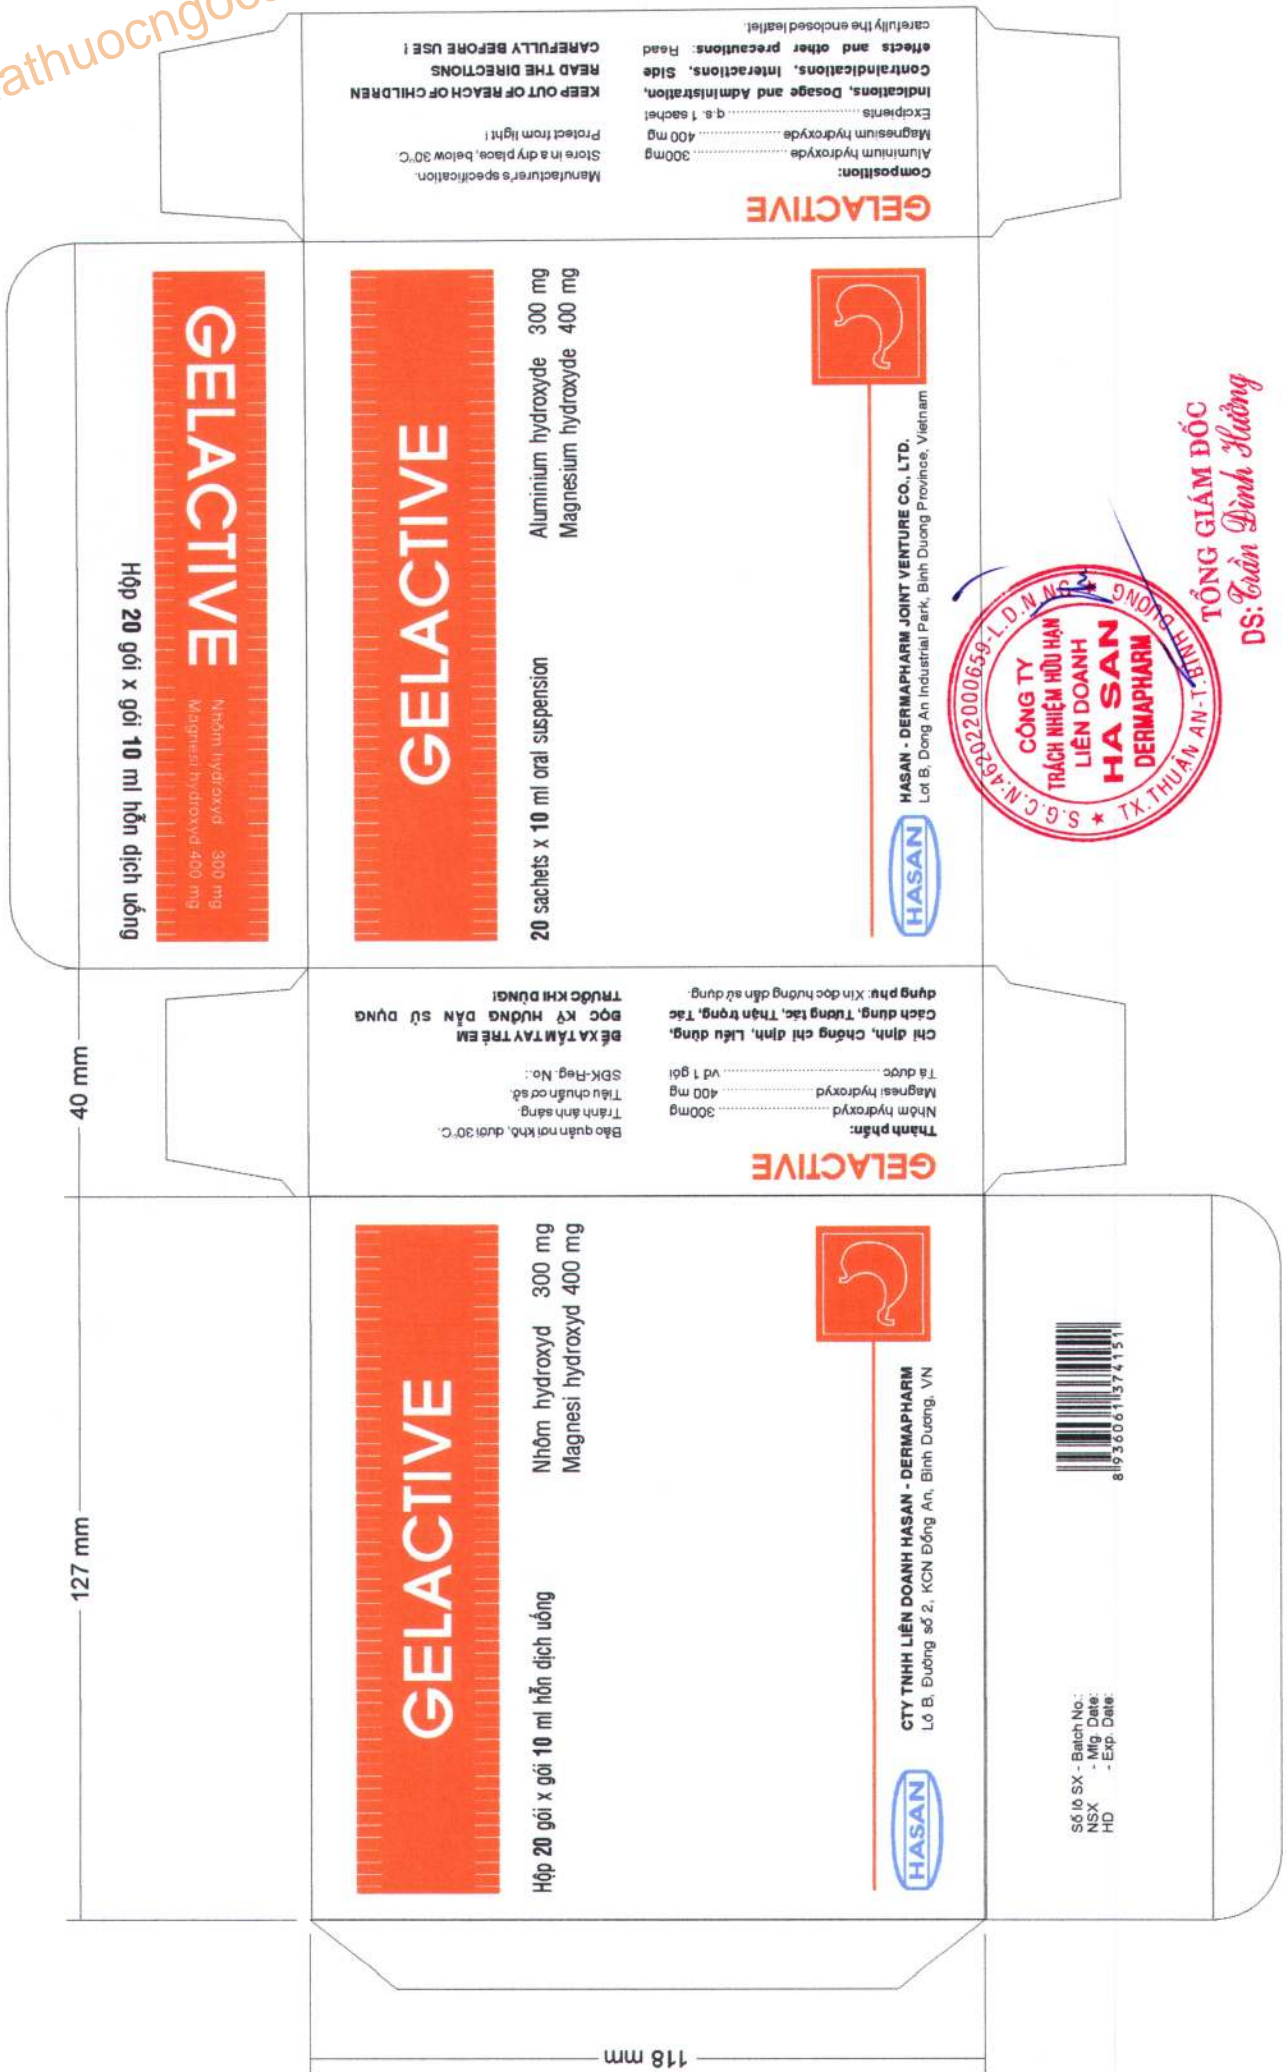 athuocngoc
GELACTIVE
Composition:
Aluminium hydroxyde ................ 300mg
Magnesium hydroxyde ................ 400 mg
Excipients ................ q.s. 1 sachet
Indications, Dosage and Administration,
Contraindications, Interactions, Side
effects and other precautions: Read
carefully the enclosed leaflet.
Manufacturer's specification.
Store in a dry place, below 30°C.
Protect from light !
KEEP OUT OF REACH OF CHILDREN
READ THE DIRECTIONS
CAREFULLY BEFORE USE !
Hộp 20 gói x gói 10 ml hỗn dịch uống
GELACTIVE
Nhôm hydroxyd 300 mg
Magnesi hydroxyd 400 mg
GELACTIVE
20 sachets x 10 ml oral suspension
Aluminium hydroxyde 300 mg
Magnesium hydroxyde 400 mg
HASAN
HASAN - DERMAPHARM JOINT VENTURE CO., LTD.
Lot B, Dong An Industrial Park, Binh Duong Province, Vietnam
GELACTIVE
Thành phần:
Nhôm hydroxyd ................ 300mg
Magnesi hydroxyd ................ 400 mg
Tá dược ................ vđ 1 gói
Chỉ định, Chống chỉ định, Liều dùng,
Cách dùng, Tương tác, Thận trọng, Tác
dụng phụ: Xin đọc hướng dẫn sử dụng.
Bảo quản nơi khô, dưới 30°C.
Tránh ánh sáng.
Tiêu chuẩn cơ sở.
SĐK-Reg. No.:
ĐỂ XA TẦM TAY TRẺ EM
ĐỌC KỸ HƯỚNG DẪN SỬ DỤNG
TRƯỚC KHI DÙNG!
GELACTIVE
Hộp 20 gói x gói 10 ml hỗn dịch uống
Nhôm hydroxyd 300 mg
Magnesi hydroxyd 400 mg
HASAN
CTY TNHH LIÊN DOANH HASAN - DERMAPHARM
Lô B, Đường số 2, KCN Đồng An, Bình Dương, VN
Số lô SX - Batch No.:
NSX - Mfg. Date:
HD - Exp. Date:
8 936061 374151
127 mm
40 mm
118 mm
S.G.C.N:462022000659-L.D.N.NG
CÔNG TY
TRÁCH NHIỆM HỮU HẠN
LIÊN DOANH
HA SAN
DERMAPHARM
TX.THUẬN AN-T.BÌNH DƯƠNG
TỔNG GIÁM ĐỐC
DS: Trần Đình Hưởng